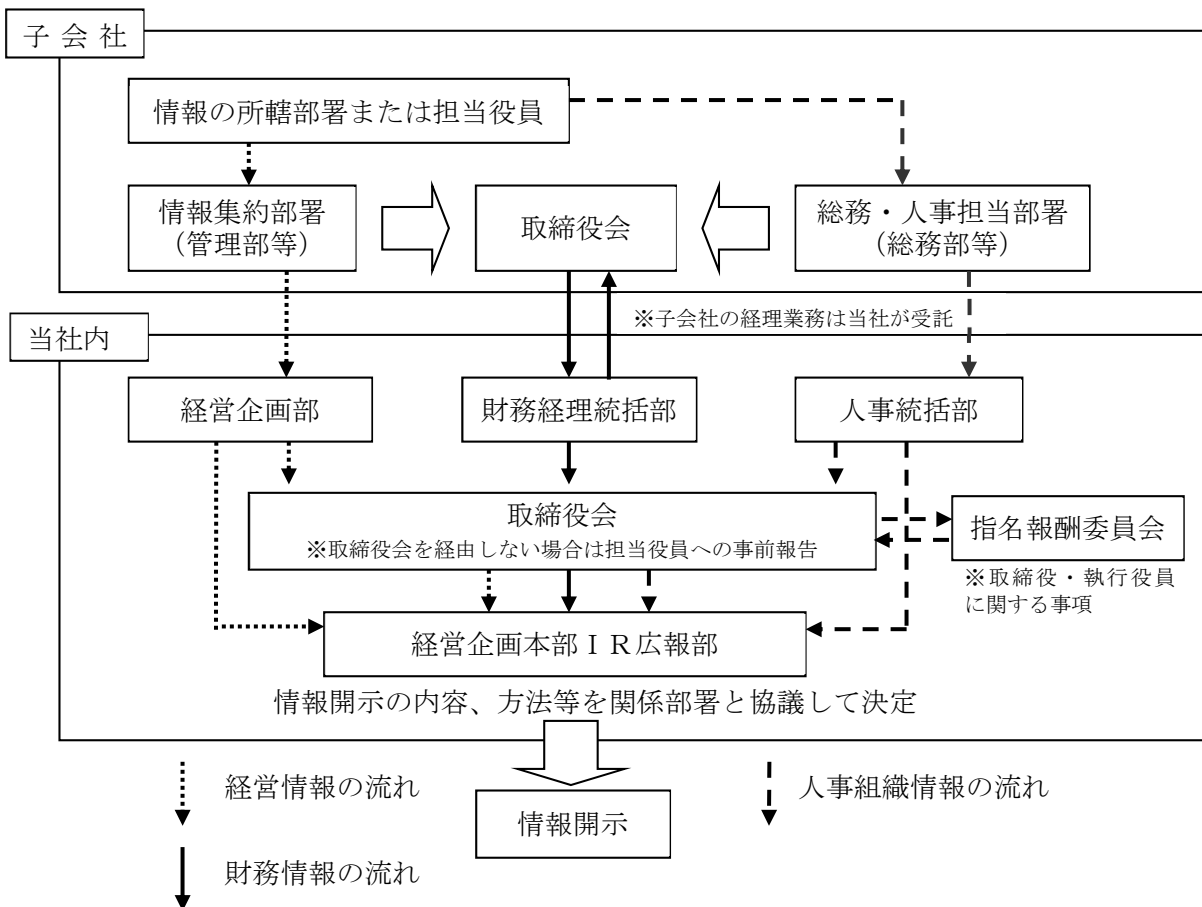 子会社
情報の所轄部署または担当役員
情報集約部署
（管理部等）
取締役会
総務・人事担当部署
（総務部等）
※子会社の経理業務は当社が受託
当社内
経営企画部
財務経理統括部
人事統括部
取締役会
※取締役会を経由しない場合は担当役員への事前報告
指名報酬委員会
※取締役・執行役員
に関する事項
経営企画本部ＩＲ広報部
情報開示の内容、方法等を関係部署と協議して決定
経営情報の流れ
人事組織情報の流れ
情報開示
財務情報の流れ